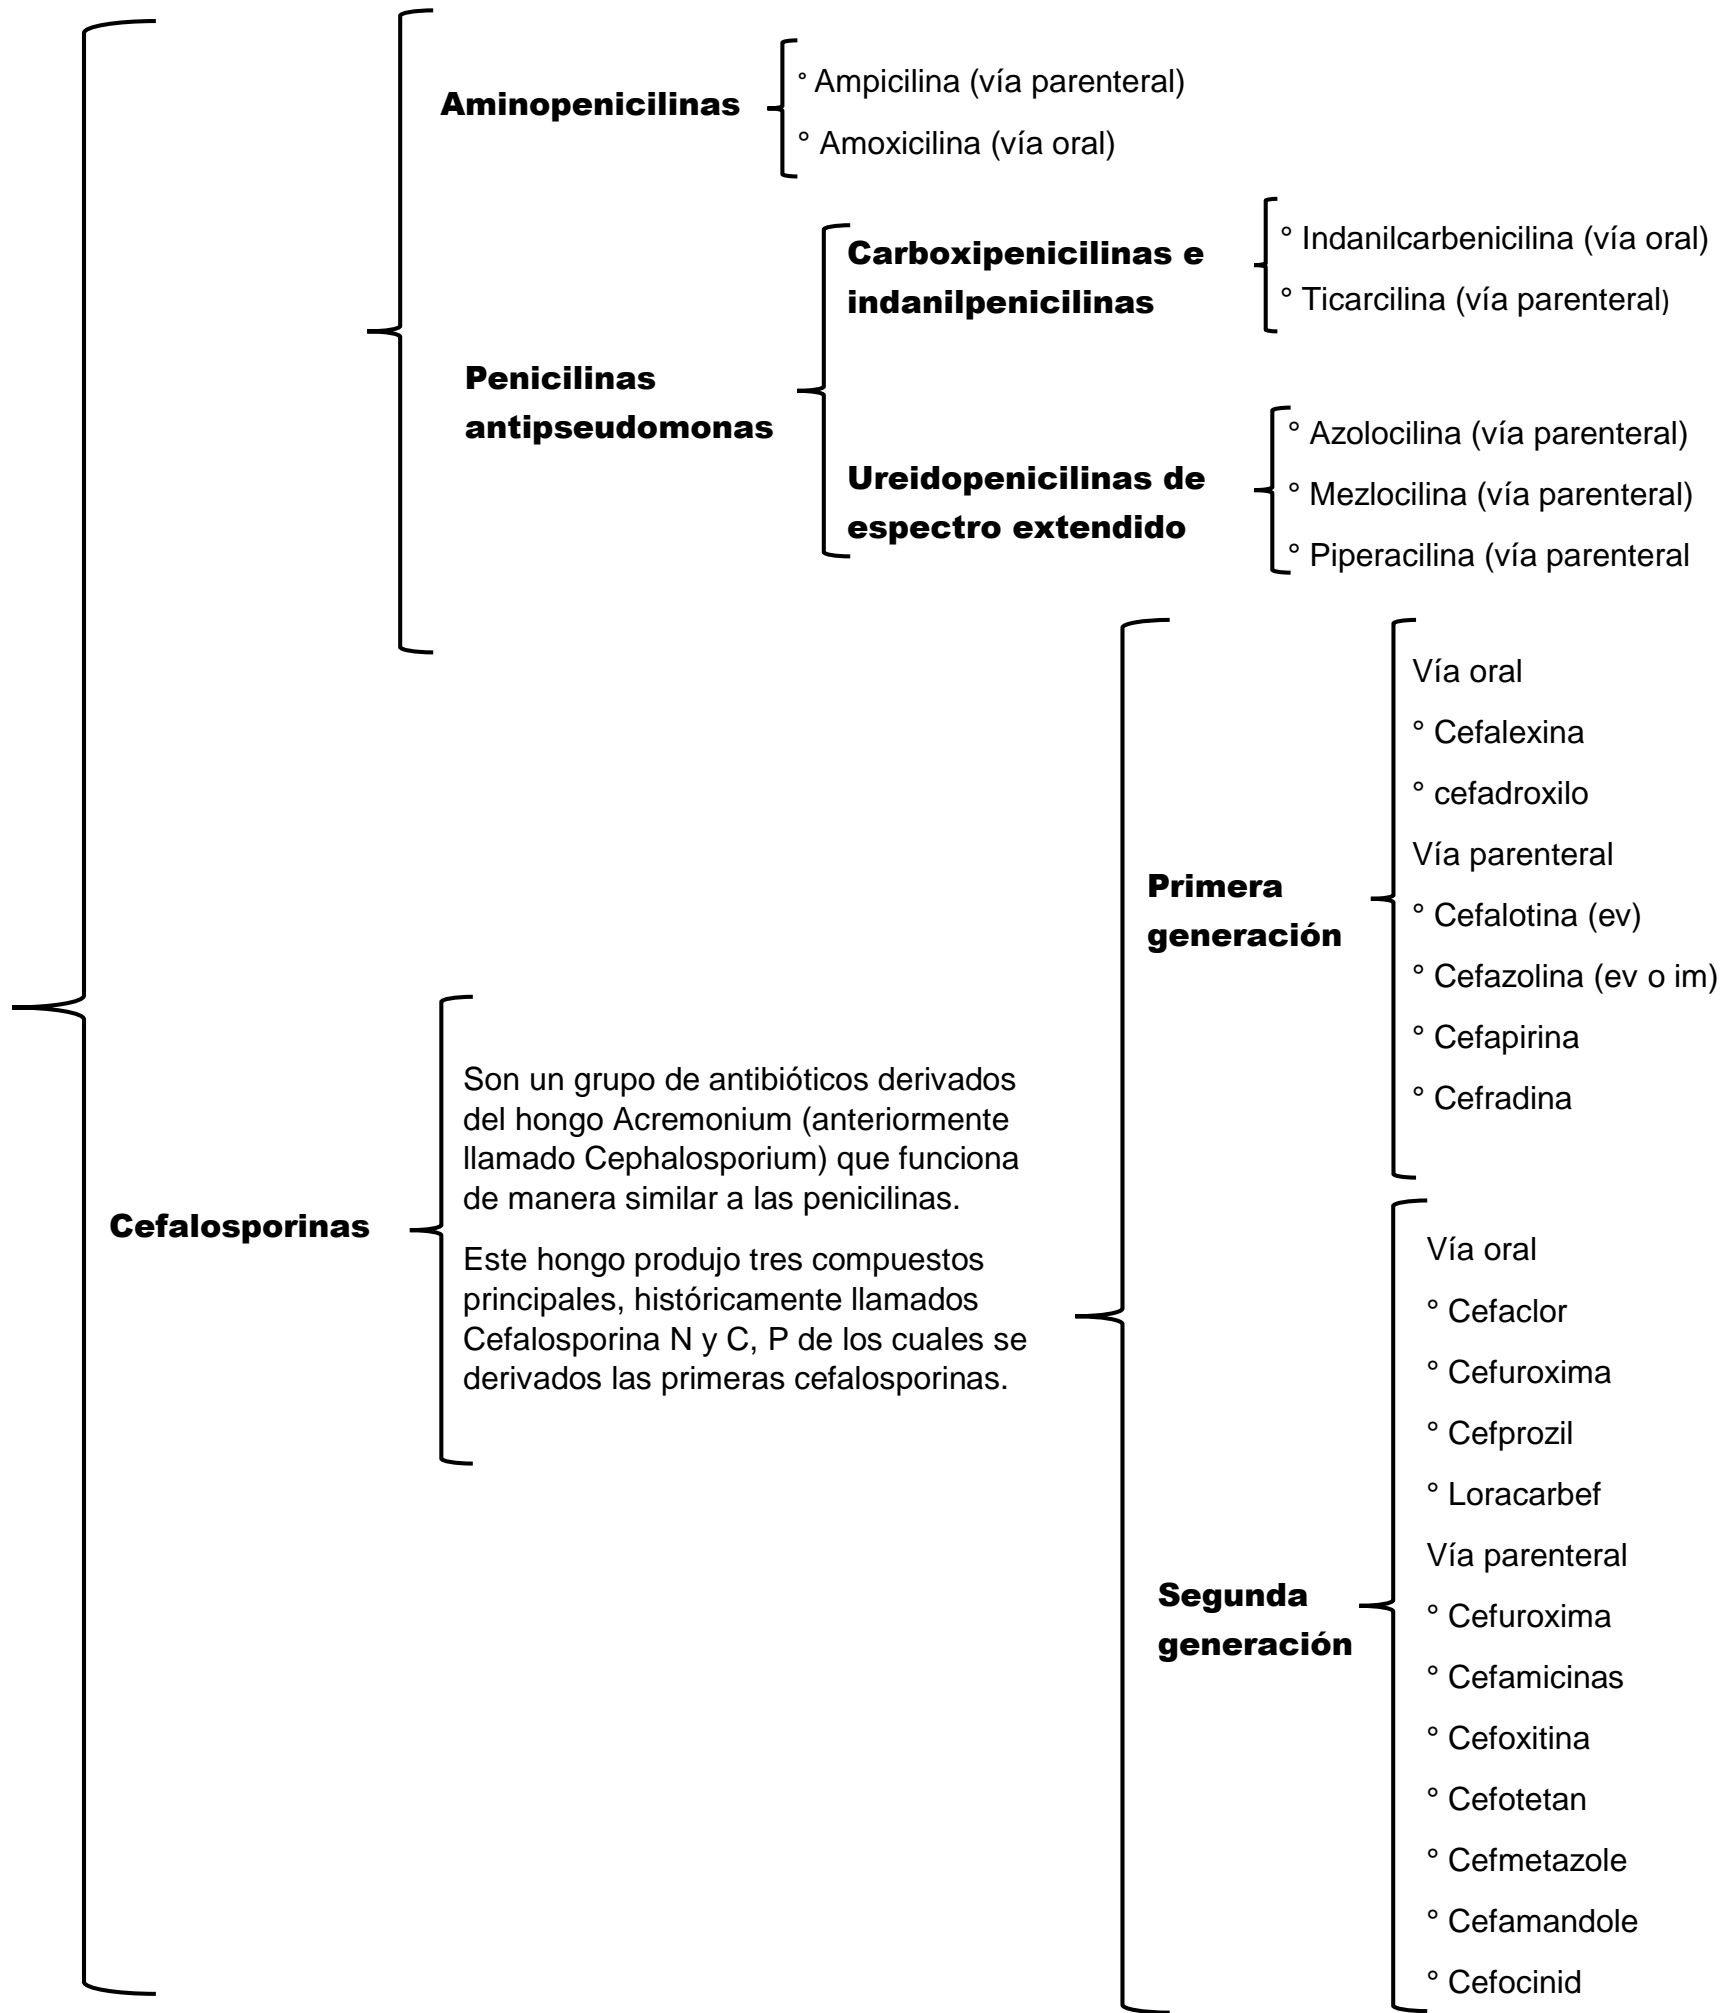 Aminopenicilinas
° Ampicilina (vía parenteral)
° Amoxicilina (vía oral)
Penicilinas
antipseudomonas
Carboxipenicilinas e
indanilpenicilinas
° Indanilcarbenicilina (vía oral)
° Ticarcilina (vía parenteral)
Ureidopenicilinas de
espectro extendido
° Azolocilina (vía parenteral)
° Mezlocilina (vía parenteral)
° Piperacilina (vía parenteral
Cefalosporinas
Son un grupo de antibióticos derivados
del hongo Acremonium (anteriormente
llamado Cephalosporium) que funciona
de manera similar a las penicilinas.
Este hongo produjo tres compuestos
principales, históricamente llamados
Cefalosporina N y C, P de los cuales se
derivados las primeras cefalosporinas.
Primera
generación
Vía oral
° Cefalexina
° cefadroxilo
Vía parenteral
° Cefalotina (ev)
° Cefazolina (ev o im)
° Cefapirina
° Cefradina
Segunda
generación
Vía oral
° Cefaclor
° Cefuroxima
° Cefprozil
° Loracarbef
Vía parenteral
° Cefuroxima
° Cefamicinas
° Cefoxitina
° Cefotetan
° Cefmetazole
° Cefamandole
° Cefocinid